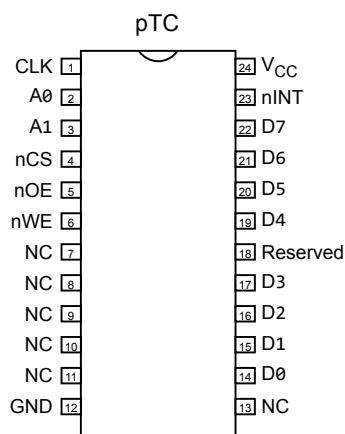 pTC
CLK 1 24 VCC
A0 2 23 nINT
A1 3 22 D7
nCS 4 21 D6
nOE 5 20 D5
nWE 6 19 D4
NC 7 18 Reserved
NC 8 17 D3
NC 9 16 D2
NC 10 15 D1
NC 11 14 D0
GND 12 13 NC